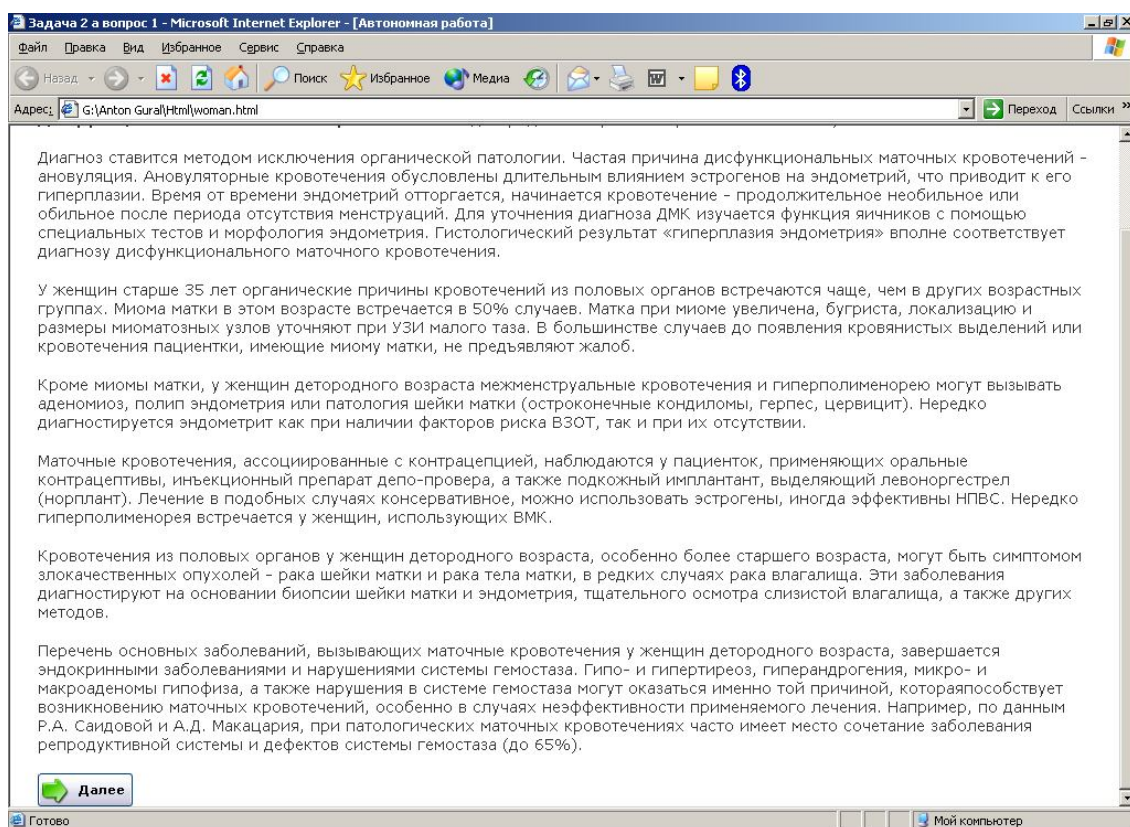 Задача 2 а вопрос 1 - Microsoft Internet Explorer - [Автономная работа]
Файл Правка Вид Избранное Сервис Справка
Назад Поиск Избранное Медиа
Адрес: G:\Anton Gural\Html\woman.html Переход Ссылки »
Диагноз ставится методом исключения органической патологии. Частая причина дисфункциональных маточных кровотечений –
ановуляция. Ановуляторные кровотечения обусловлены длительным влиянием эстрогенов на эндометрий, что приводит к его
гиперплазии. Время от времени эндометрий отторгается, начинается кровотечение – продолжительное необильное или
обильное после периода отсутствия менструаций. Для уточнения диагноза ДМК изучается функция яичников с помощью
специальных тестов и морфология эндометрия. Гистологический результат «гиперплазия эндометрия» вполне соответствует
диагнозу дисфункционального маточного кровотечения.
У женщин старше 35 лет органические причины кровотечений из половых органов встречаются чаще, чем в других возрастных
группах. Миома матки в этом возрасте встречается в 50% случаев. Матка при миоме увеличена, бугриста, локализацию и
размеры миоматозных узлов уточняют при УЗИ малого таза. В большинстве случаев до появления кровянистых выделений или
кровотечения пациентки, имеющие миому матки, не предъявляют жалоб.
Кроме миомы матки, у женщин детородного возраста межменструальные кровотечения и гиперполименорею могут вызывать
аденомиоз, полип эндометрия или патология шейки матки (остроконечные кондиломы, герпес, цервицит). Нередко
диагностируется эндометрит как при наличии факторов риска ВЗОТ, так и при их отсутствии.
Маточные кровотечения, ассоциированные с контрацепцией, наблюдаются у пациенток, применяющих оральные
контрацептивы, инъекционный препарат депо-провера, а также подкожный имплантант, выделяющий левоноргестрел
(норплант). Лечение в подобных случаях консервативное, можно использовать эстрогены, иногда эффективны НПВС. Нередко
гиперполименорея встречается у женщин, использующих ВМК.
Кровотечения из половых органов у женщин детородного возраста, особенно более старшего возраста, могут быть симптомом
злокачественных опухолей – рака шейки матки и рака тела матки, в редких случаях рака влагалища. Эти заболевания
диагностируют на основании биопсии шейки матки и эндометрия, тщательного осмотра слизистой влагалища, а также других
методов.
Перечень основных заболеваний, вызывающих маточные кровотечения у женщин детородного возраста, завершается
эндокринными заболеваниями и нарушениями системы гемостаза. Гипо- и гипертиреоз, гиперандрогения, микро- и
макроаденомы гипофиза, а также нарушения в системе гемостаза могут оказаться именно той причиной, котораяпособствует
возникновению маточных кровотечений, особенно в случаях неэффективности применяемого лечения. Например, по данным
Р.А. Саидовой и А.Д. Макацария, при патологических маточных кровотечениях часто имеет место сочетание заболевания
репродуктивной системы и дефектов системы гемостаза (до 65%).
Далее
Готово Мой компьютер